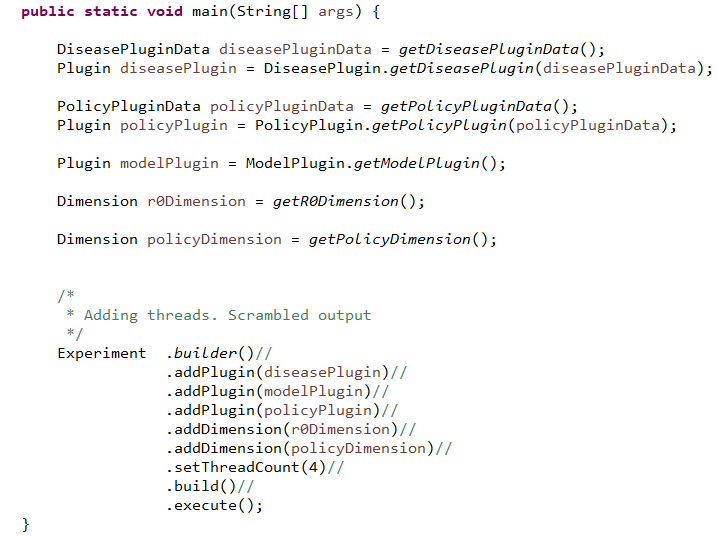 public static void main(String[] args) {
DiseasePluginData diseasePluginData = getDiseasePluginData();
Plugin diseasePlugin = DiseasePlugin.getDiseasePlugin(diseasePluginData);
PolicyPluginData policyPluginData = getPolicyPluginData();
Plugin policyPlugin = PolicyPlugin.getPolicyPlugin(policyPluginData);
Plugin modelPlugin = ModelPlugin.getModelPlugin();
Dimension r0Dimension = getR0Dimension();
Dimension policyDimension = getPolicyDimension();
/*
* Adding threads. Scrambled output
*/
Experiment .builder()//
.addPlugin(diseasePlugin)//
.addPlugin(modelPlugin)//
.addPlugin(policyPlugin)//
.addDimension(r0Dimension)//
.addDimension(policyDimension)//
.setThreadCount(4)//
.build()//
.execute();
}